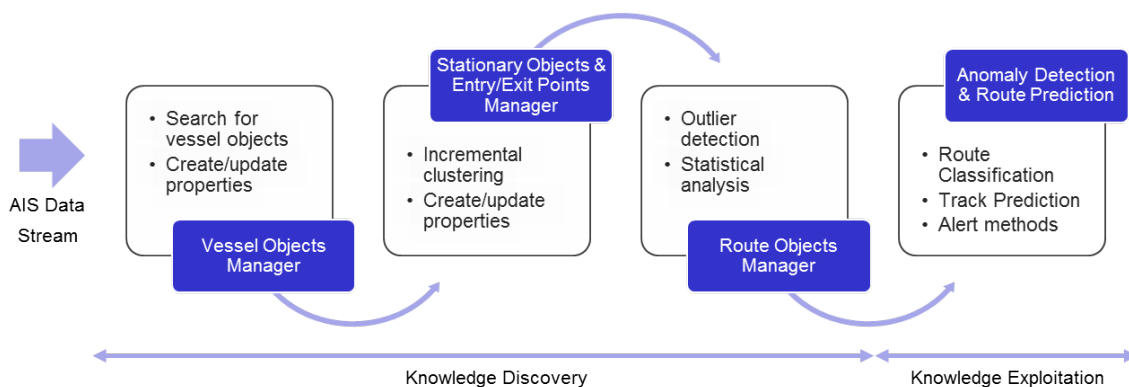 AIS Data
Stream
• Search for
vessel objects
• Create/update
properties
Vessel Objects
Manager
Stationary Objects &
Entry/Exit Points
Manager
• Incremental
clustering
• Create/update
properties
• Outlier
detection
• Statistical
analysis
Route Objects
Manager
Anomaly Detection
& Route Prediction
• Route
Classification
• Track Prediction
• Alert methods
Knowledge Discovery
Knowledge Exploitation